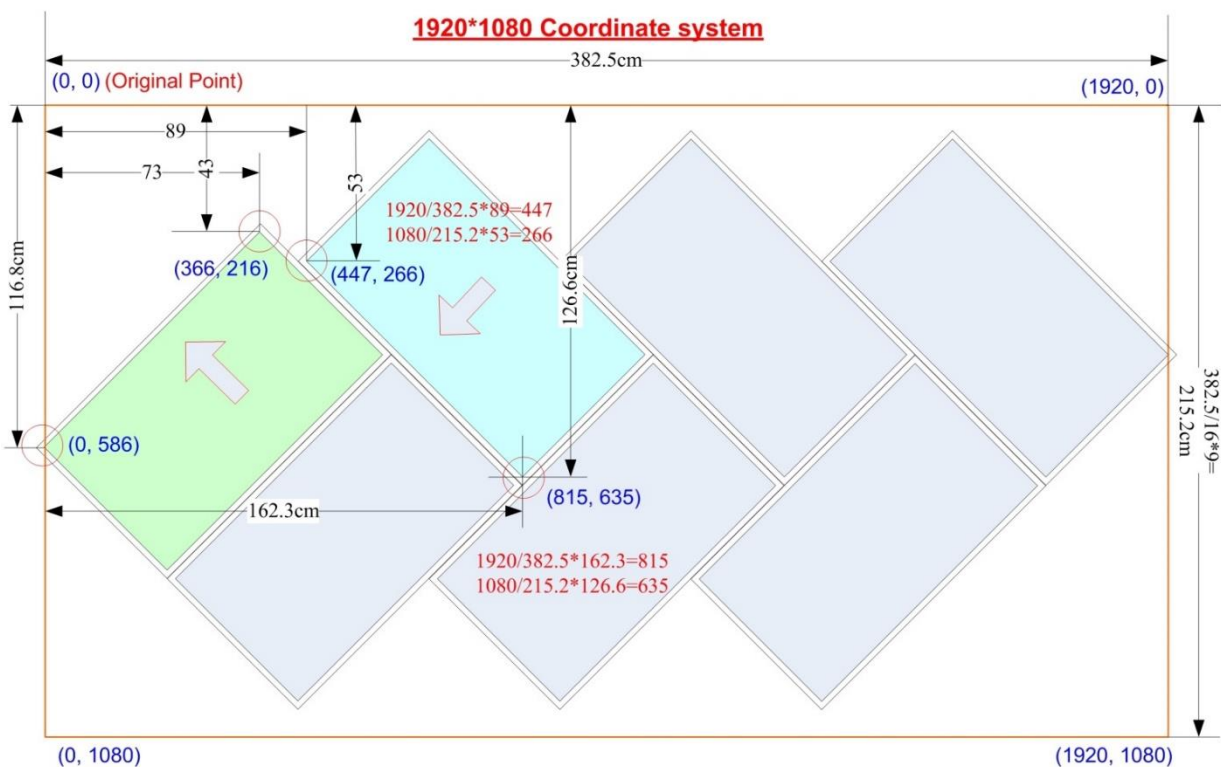 1920*1080 Coordinate system
382.5cm
(0, 0) (Original Point)
(1920, 0)
89
73
43
53
116.8cm
1920/382.5*89=447
1080/215.2*53=266
(366, 216)
(447, 266)
126.6cm
382.5/16*9=
215.2cm
(0, 586)
(815, 635)
162.3cm
1920/382.5*162.3=815
1080/215.2*126.6=635
(0, 1080)
(1920, 1080)